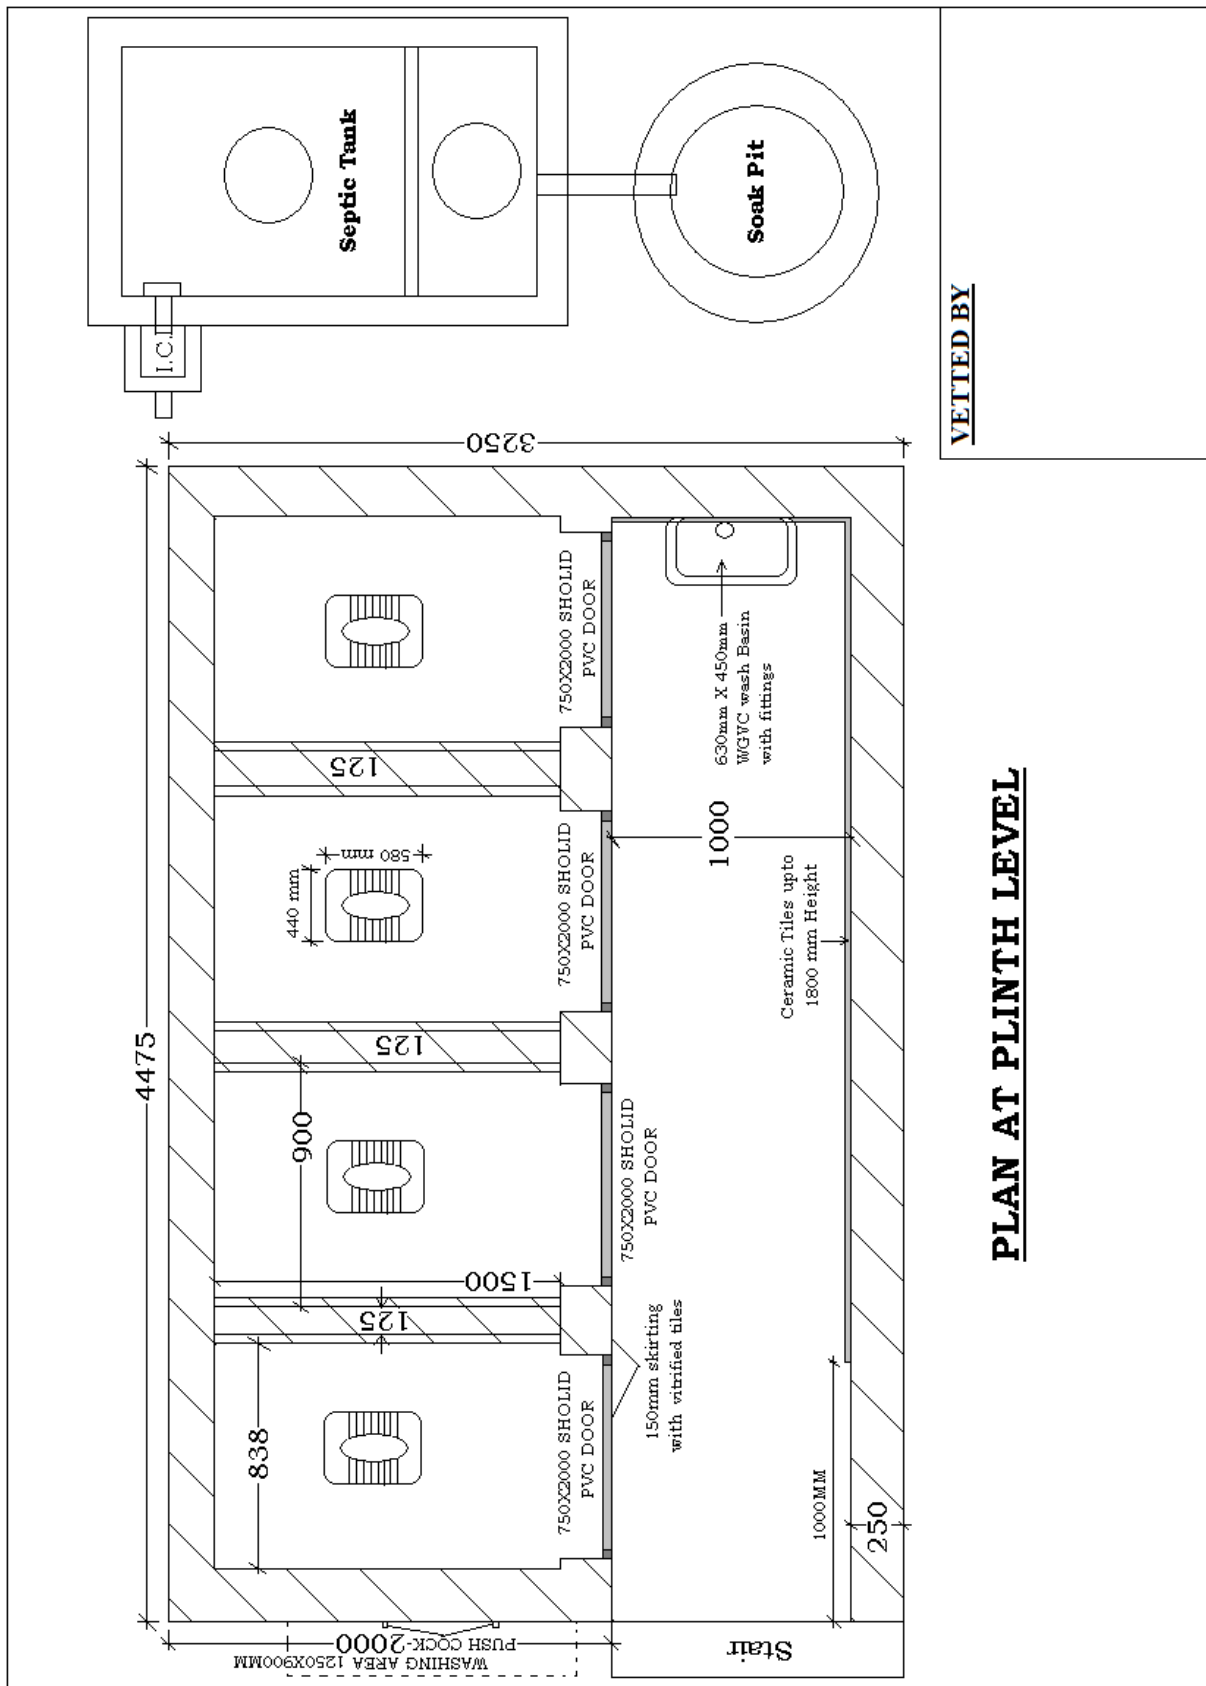 Septic Tank
Soak Pit
I.C.
VETTED BY
3250
4475
750X2000 SHOLID
PVC DOOR
630mm X 450mm
WGVC wash Basin
with fittings
125
580 mm
440 mm
750X2000 SHOLID
PVC DOOR
1000
Ceramic Tiles upto
1800 mm Height
125
900
750X2000 SHOLID
PVC DOOR
1500
125
150mm skirting
with vitrified tiles
838
750X2000 SHOLID
PVC DOOR
1000MM
250
2000
PUSH COCK
WASHING AREA 1250X900MM
Stair
PLAN AT PLINTH LEVEL